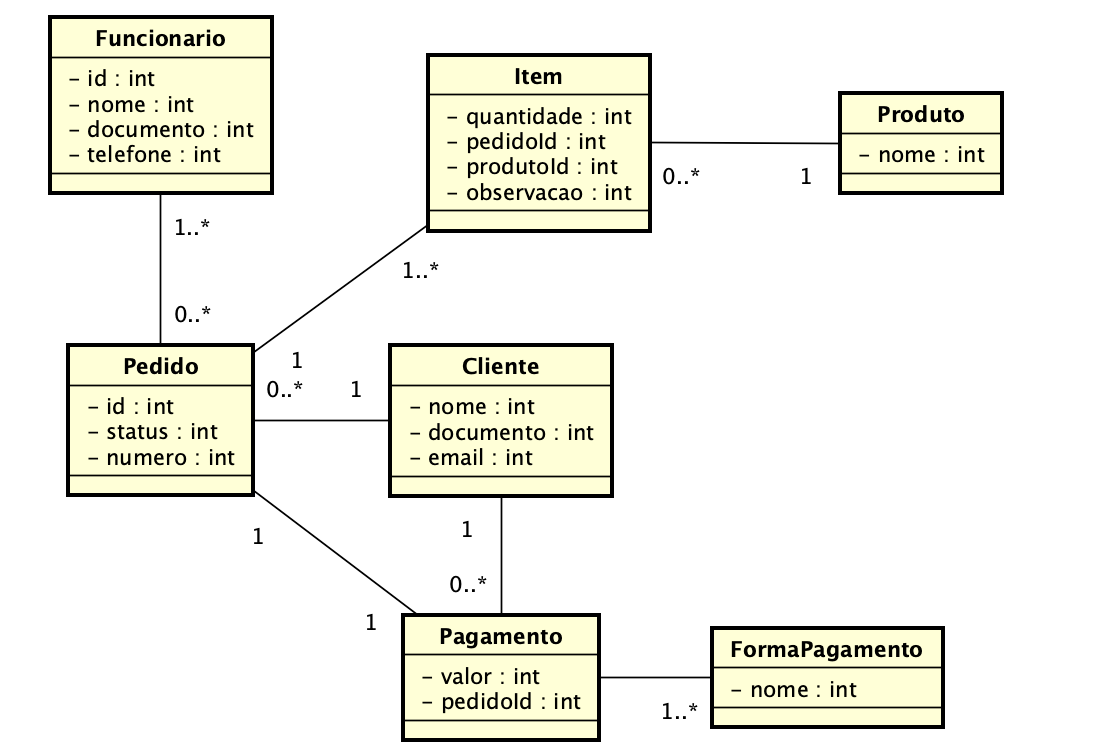 Funcionario
- id : int
- nome : int
- documento : int
- telefone : int
1..*
0..*
Item
- quantidade : int
- pedidoId : int
- produtoId : int
- observacao : int
0..*
1
Produto
- nome : int
1..*
1
Pedido
- id : int
- status : int
- numero : int
0..*
1
Cliente
- nome : int
- documento : int
- email : int
1
0..*
1
1
Pagamento
- valor : int
- pedidoId : int
1..*
FormaPagamento
- nome : int